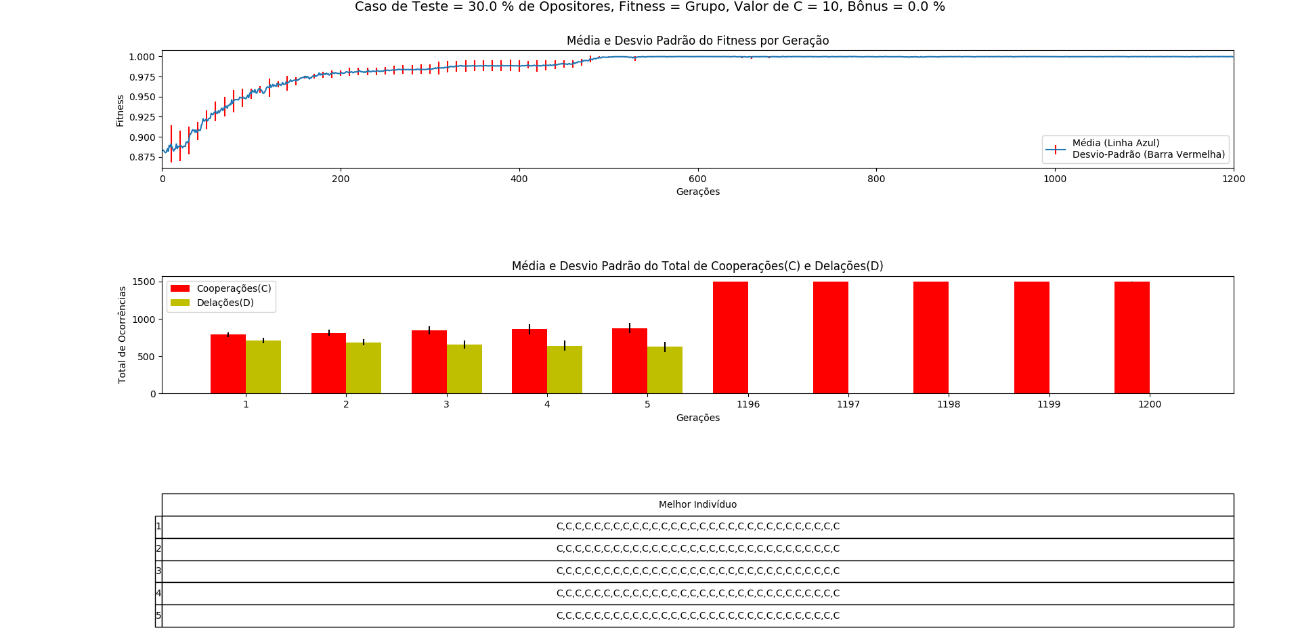 Caso de Teste = 30.0 % de Opositores, Fitness = Grupo, Valor de C = 10, Bônus = 0.0 %
Média e Desvio Padrão do Fitness por Geração
1.000
0.975
0.950
0.925
0.900
0.875
Fitness
Média (Linha Azul)
Desvio-Padrão (Barra Vermelha)
0 200 400 600 800 1000 1200
Gerações
Média e Desvio Padrão do Total de Cooperações(C) e Delações(D)
1500
1000
500
0
Total de Ocorrências
Cooperações(C)
Delações(D)
1 2 3 4 5 1196 1197 1198 1199 1200
Gerações
Melhor Indivíduo
1 C,C,C,C,C,C,C,C,C,C,C,C,C,C,C,C,C,C,C,C,C,C,C,C,C,C,C,C,C,C
2 C,C,C,C,C,C,C,C,C,C,C,C,C,C,C,C,C,C,C,C,C,C,C,C,C,C,C,C,C,C
3 C,C,C,C,C,C,C,C,C,C,C,C,C,C,C,C,C,C,C,C,C,C,C,C,C,C,C,C,C,C
4 C,C,C,C,C,C,C,C,C,C,C,C,C,C,C,C,C,C,C,C,C,C,C,C,C,C,C,C,C,C
5 C,C,C,C,C,C,C,C,C,C,C,C,C,C,C,C,C,C,C,C,C,C,C,C,C,C,C,C,C,C